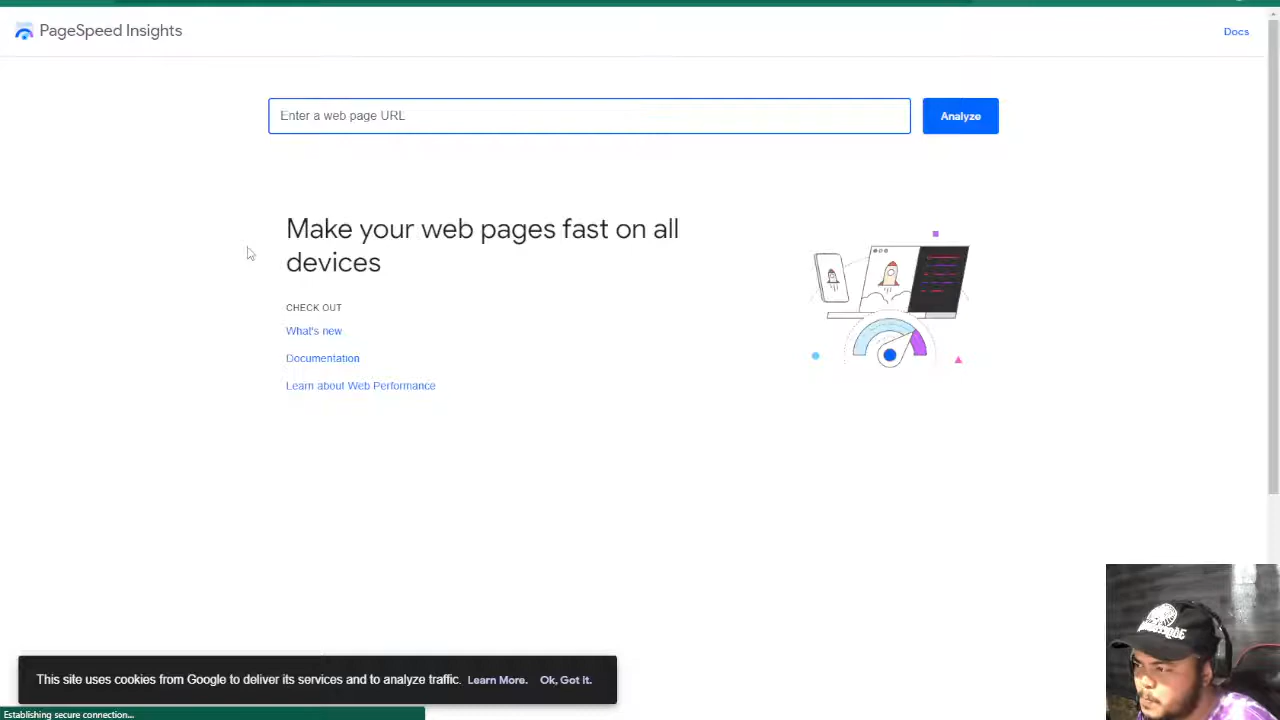 PageSpeed Insights
Docs
Enter a web page URL
Analyze
Make your web pages fast on all
devices
CHECK OUT
What's new
Documentation
Learn about Web Performance
This site uses cookies from Google to deliver its services and to analyze traffic. Learn More. Ok, Got it.
Establishing secure connection...